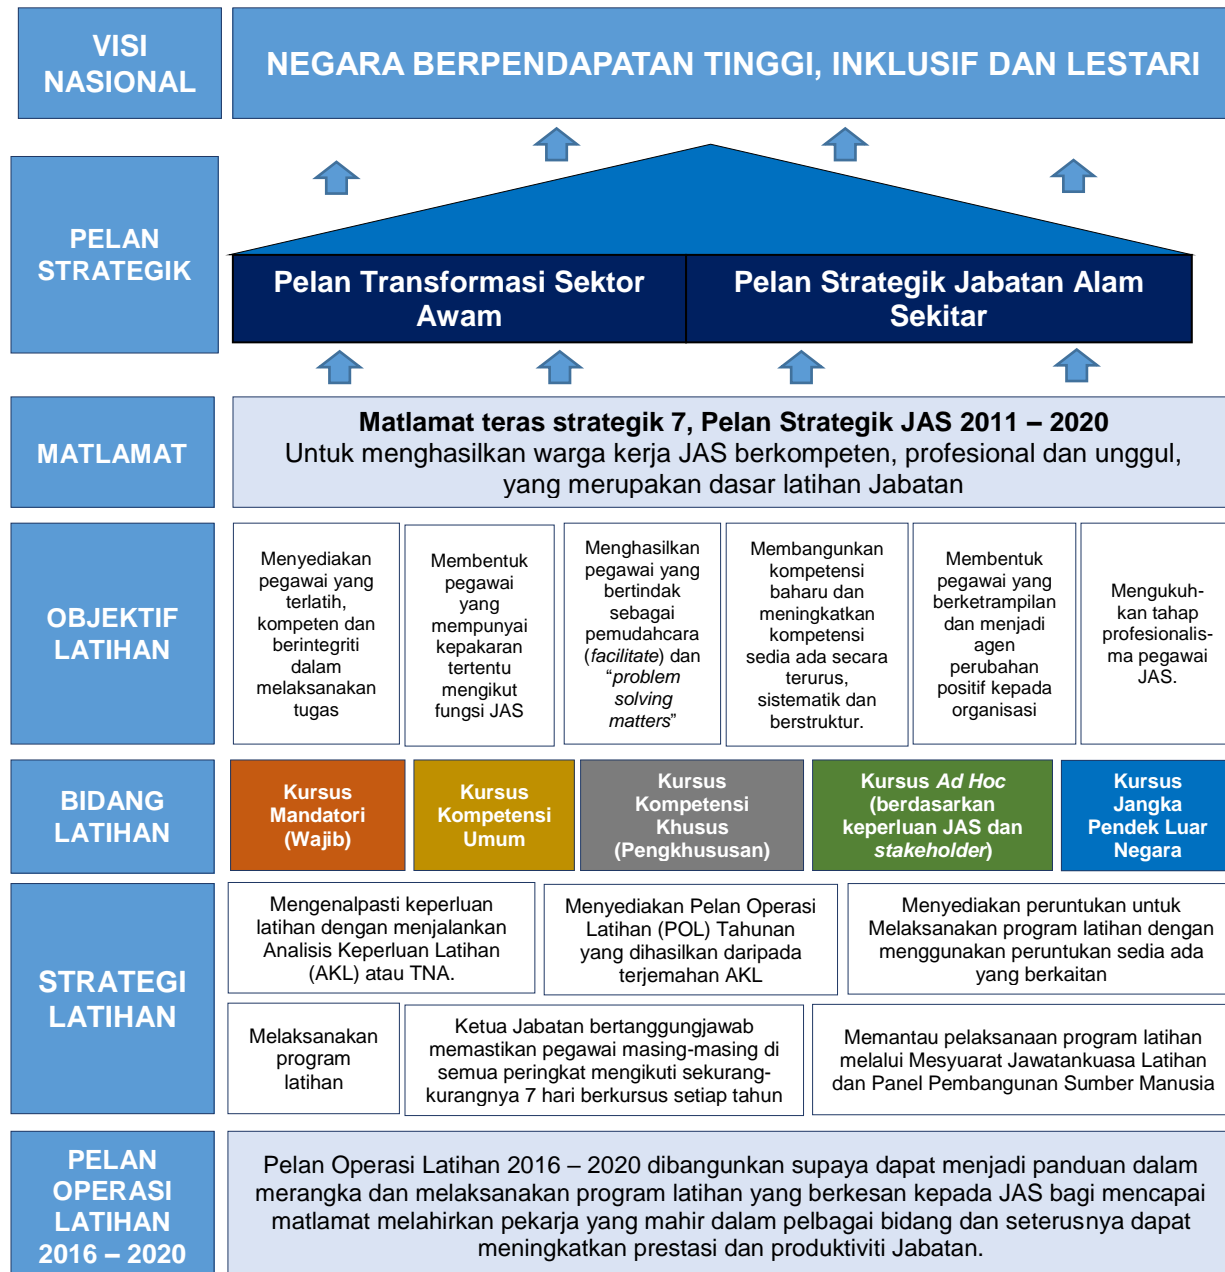 VISI
NASIONAL
NEGARA BERPENDAPATAN TINGGI, INKLUSIF DAN LESTARI
PELAN
STRATEGIK
Pelan Transformasi Sektor
Awam
Pelan Strategik Jabatan Alam
Sekitar
MATLAMAT
Matlamat teras strategik 7, Pelan Strategik JAS 2011 – 2020
Untuk menghasilkan warga kerja JAS berkompeten, profesional dan unggul,
yang merupakan dasar latihan Jabatan
OBJEKTIF
LATIHAN
Menyediakan
pegawai yang
terlatih,
kompeten dan
berintegriti
dalam
melaksanakan
tugas
Membentuk
pegawai
yang
mempunyai
kepakaran
tertentu
mengikut
fungsi JAS
Menghasilkan
pegawai yang
bertindak
sebagai
pemudahcara
(facilitate) dan
“problem
solving
matters”
Membangunkan
kompetensi
baharu dan
meningkatkan
kompetensi
sedia ada secara
terurus,
sistematik dan
berstruktur.
Membentuk
pegawai yang
berketrampilan
dan menjadi
agen
perubahan
positif kepada
organisasi
Mengukuh-
kan tahap
profesionalis-
ma pegawai
JAS.
BIDANG
LATIHAN
Kursus
Mandatori
(Wajib)
Kursus
Kompetensi
Umum
Kursus
Kompetensi
Khusus
(Pengkhususan)
Kursus Ad Hoc
(berdasarkan
keperluan JAS dan
stakeholder)
Kursus
Jangka
Pendek Luar
Negara
STRATEGI
LATIHAN
Mengenalpasti keperluan
latihan dengan menjalankan
Analisis Keperluan Latihan
(AKL) atau TNA.
Menyediakan Pelan Operasi
Latihan (POL) Tahunan
yang dihasilkan daripada
terjemahan AKL
Menyediakan peruntukan untuk
Melaksanakan program latihan dengan
menggunakan peruntukan sedia ada
yang berkaitan
Melaksanakan
program
latihan
Ketua Jabatan bertanggungjawab
memastikan pegawai masing-masing di
semua peringkat mengikuti sekurang-
kurangnya 7 hari berkursus setiap tahun
Memantau pelaksanaan program latihan
melalui Mesyuarat Jawatankuasa Latihan
dan Panel Pembangunan Sumber Manusia
PELAN
OPERASI
LATIHAN
2016 – 2020
Pelan Operasi Latihan 2016 – 2020 dibangunkan supaya dapat menjadi panduan dalam
merangka dan melaksanakan program latihan yang berkesan kepada JAS bagi mencapai
matlamat melahirkan pekarja yang mahir dalam pelbagai bidang dan seterusnya dapat
meningkatkan prestasi dan produktiviti Jabatan.